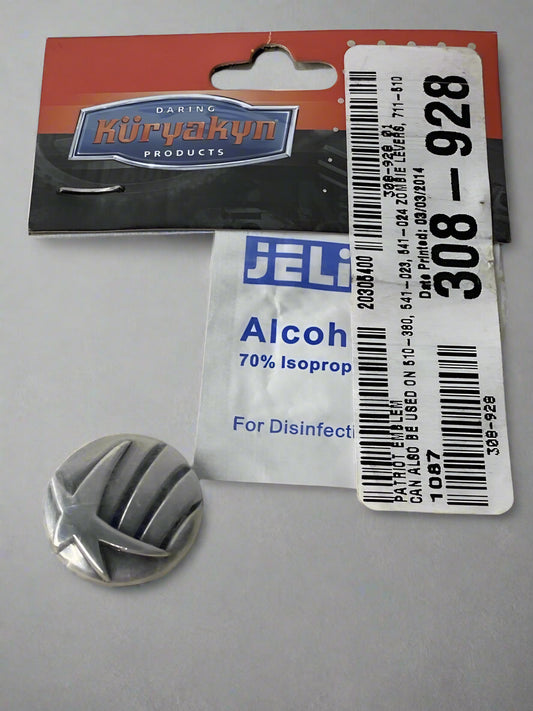 DARING
Küryakyn
PRODUCTS
JELI
Alcoh
70% Isoprop
For Disinfecti
308-928 01
20305400
PATRIOT EMBLEM
CAN ALSO BE USED ON 510-380, 541-023, 541-024 ZOMBIE LEVERS, 711-510
Date Printed: 03/03/2014
1087
308-928
308-928